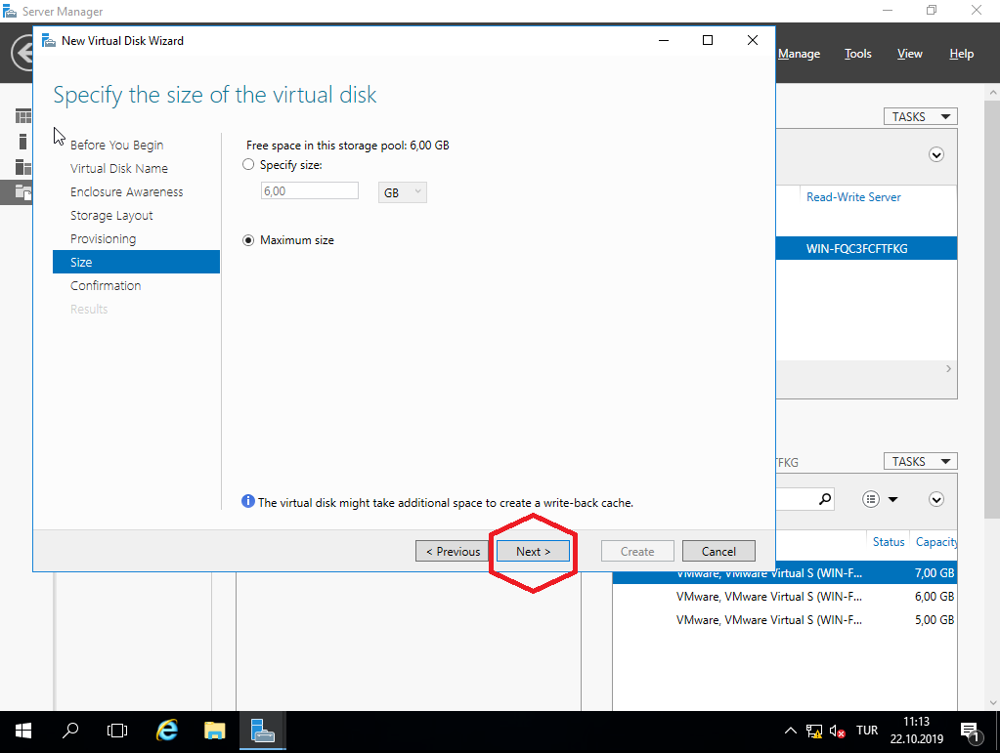 Server Manager
New Virtual Disk Wizard
Manage Tools View Help
Specify the size of the virtual disk
TASKS
Before You Begin
Virtual Disk Name
Enclosure Awareness
Storage Layout
Provisioning
Size
Confirmation
Results
Free space in this storage pool: 6,00 GB
Specify size:
6,00 GB
Maximum size
The virtual disk might take additional space to create a write-back cache.
< Previous Next > Create Cancel
Read-Write Server
WIN-FQC3FCFTFKG
TFKG TASKS
Status Capacity
VMware, VMware Virtual S (WIN-F... 7,00 GB
VMware, VMware Virtual S (WIN-F... 6,00 GB
VMware, VMware Virtual S (WIN-F... 5,00 GB
TUR 11:13
22.10.2019
1